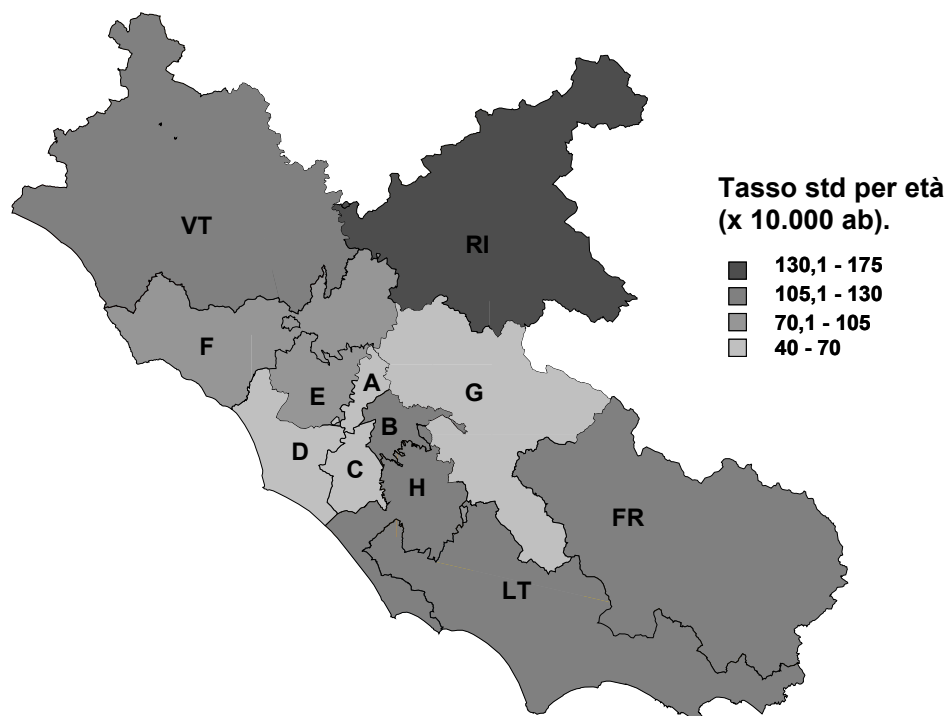 VT
RI
Tasso std per età
(x 10.000 ab).
130,1 - 175
105,1 - 130
70,1 - 105
40 - 70
F
A
E
G
B
D
C
H
FR
LT